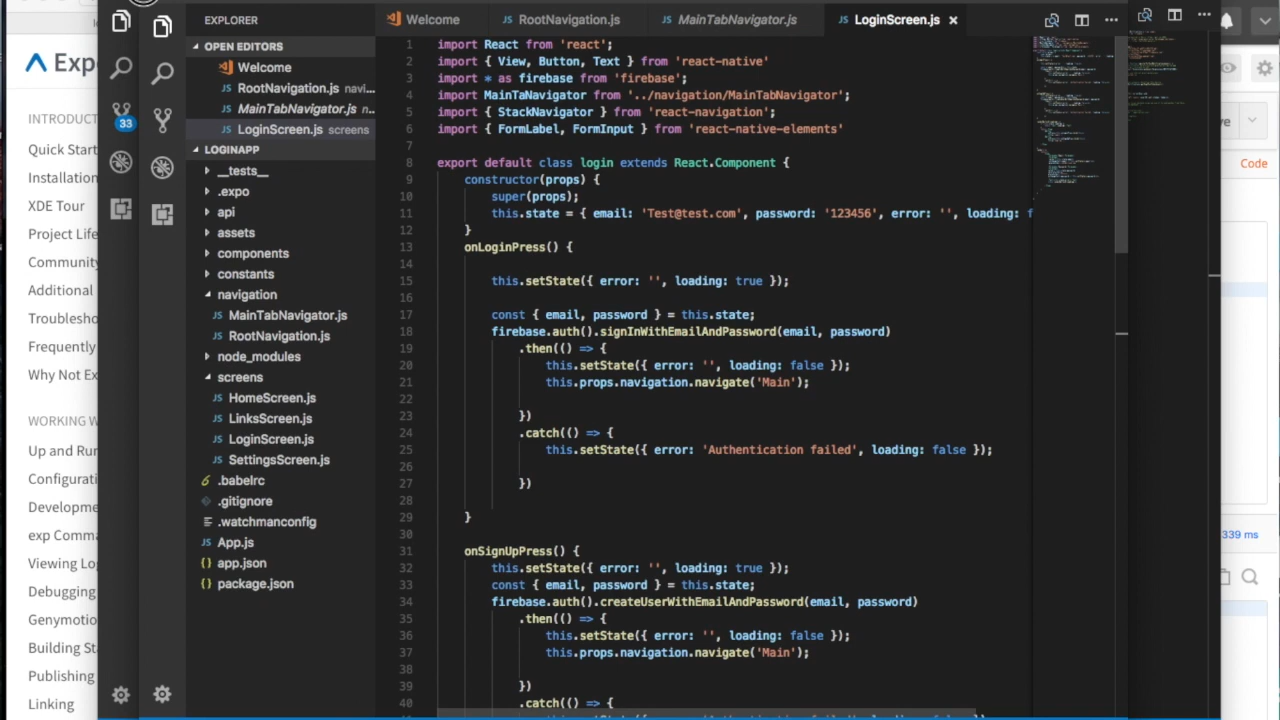 Exp
INTRODUCT
Quick Start
Installation
XDE Tour
Project Life
Community
Additional
Troublesho
Frequently
Why Not Ex
WORKING W
Up and Run
Configurati
Developme
exp Comma
Viewing Log
Debugging
Genymotio
Building Sta
Publishing
Linking
33
EXPLORER
OPEN EDITORS
Welcome
RootNavigation.js navi...
MainTabNavigator.js n...
LoginScreen.js screens
LOGINAPP
__tests__
.expo
api
assets
components
constants
navigation
MainTabNavigator.js
RootNavigation.js
node_modules
screens
HomeScreen.js
LinksScreen.js
LoginScreen.js
SettingsScreen.js
.babelrc
.gitignore
.watchmanconfig
App.js
app.json
package.json
Welcome
RootNavigation.js
MainTabNavigator.js
LoginScreen.js
1 import React from 'react';
2 import { View, Button, Text } from 'react-native'
3 import * as firebase from 'firebase';
4 import MainTaNavigator from '../navigation/MainTabNavigator';
5 import { StackNavigator } from 'react-navigation';
6 import { FormLabel, FormInput } from 'react-native-elements'
7
8 export default class login extends React.Component {
9 constructor(props) {
10 super(props);
11 this.state = { email: 'Test@test.com', password: '123456', error: '', loading: f
12 }
13 onLoginPress() {
14
15 this.setState({ error: '', loading: true });
16
17 const { email, password } = this.state;
18 firebase.auth().signInWithEmailAndPassword(email, password)
19 .then(() => {
20 this.setState({ error: '', loading: false });
21 this.props.navigation.navigate('Main');
22
23 })
24 .catch(() => {
25 this.setState({ error: 'Authentication failed', loading: false });
26
27 })
28
29 }
30
31 onSignUpPress() {
32 this.setState({ error: '', loading: true });
33 const { email, password } = this.state;
34 firebase.auth().createUserWithEmailAndPassword(email, password)
35 .then(() => {
36 this.setState({ error: '', loading: false });
37 this.props.navigation.navigate('Main');
38
39 })
40 .catch(() => {
ve
Code
339 ms